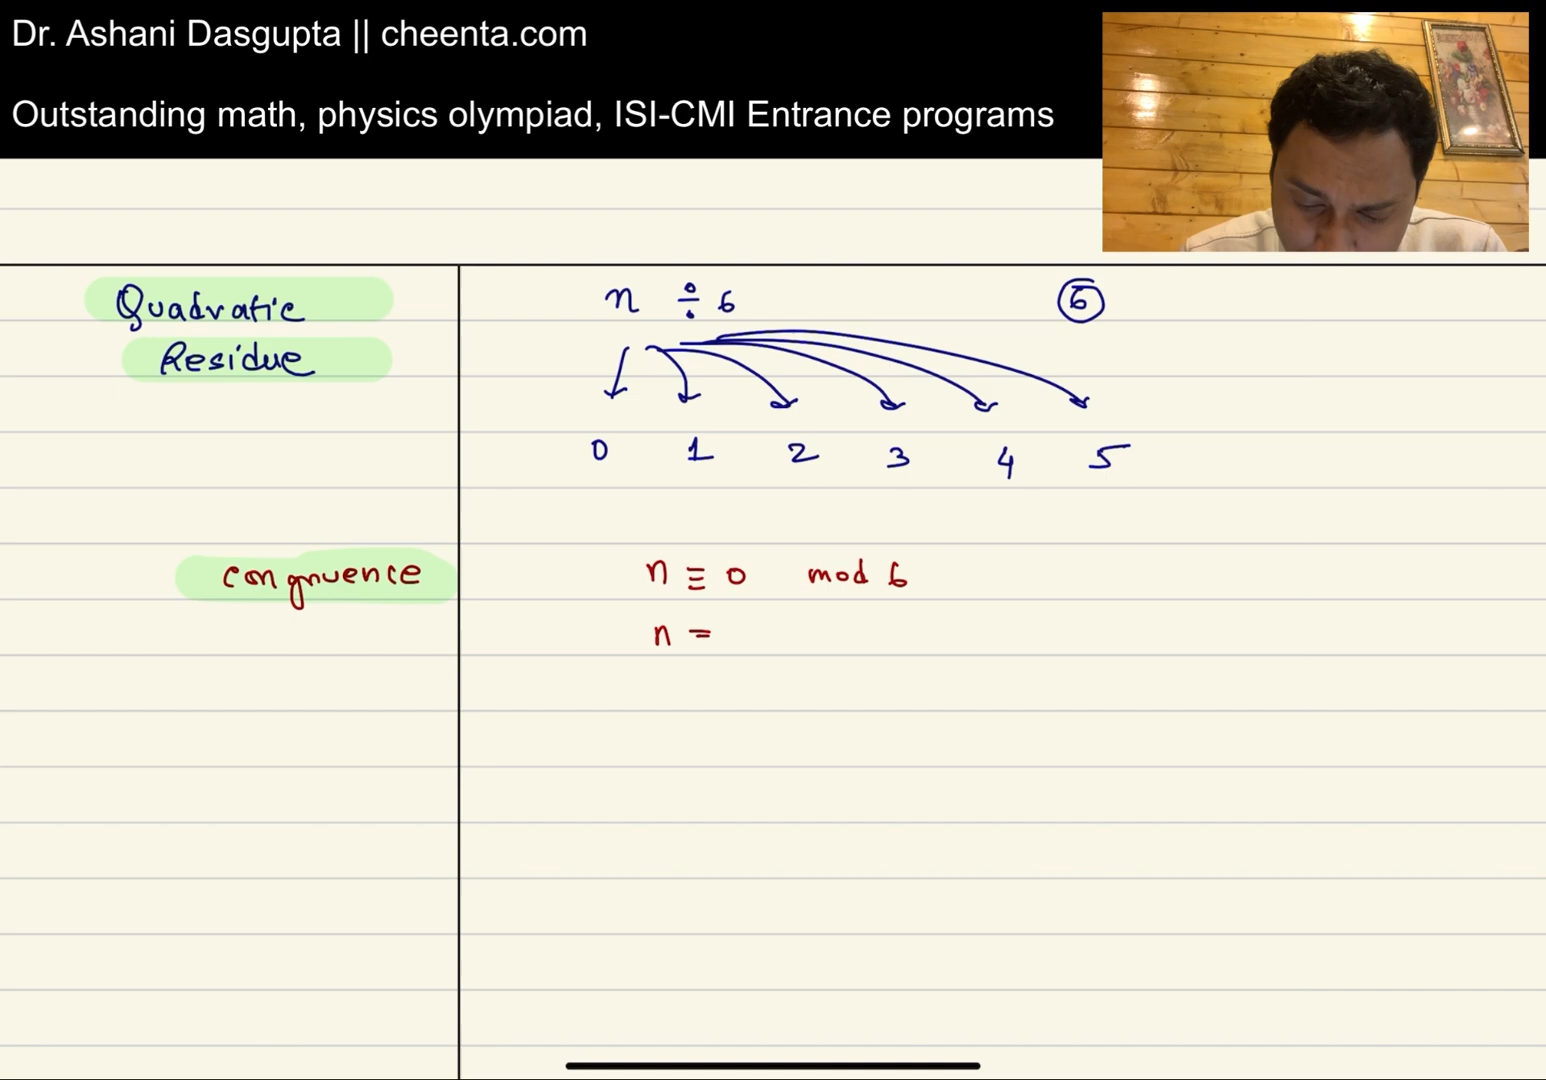 Dr. Ashani Dasgupta || cheenta.com
Outstanding math, physics olympiad, ISI-CMI Entrance programs
Quadratic
Residue
n ÷ 6
6
0 1 2 3 4 5
congruence
n ≡ 0 mod 6
n =